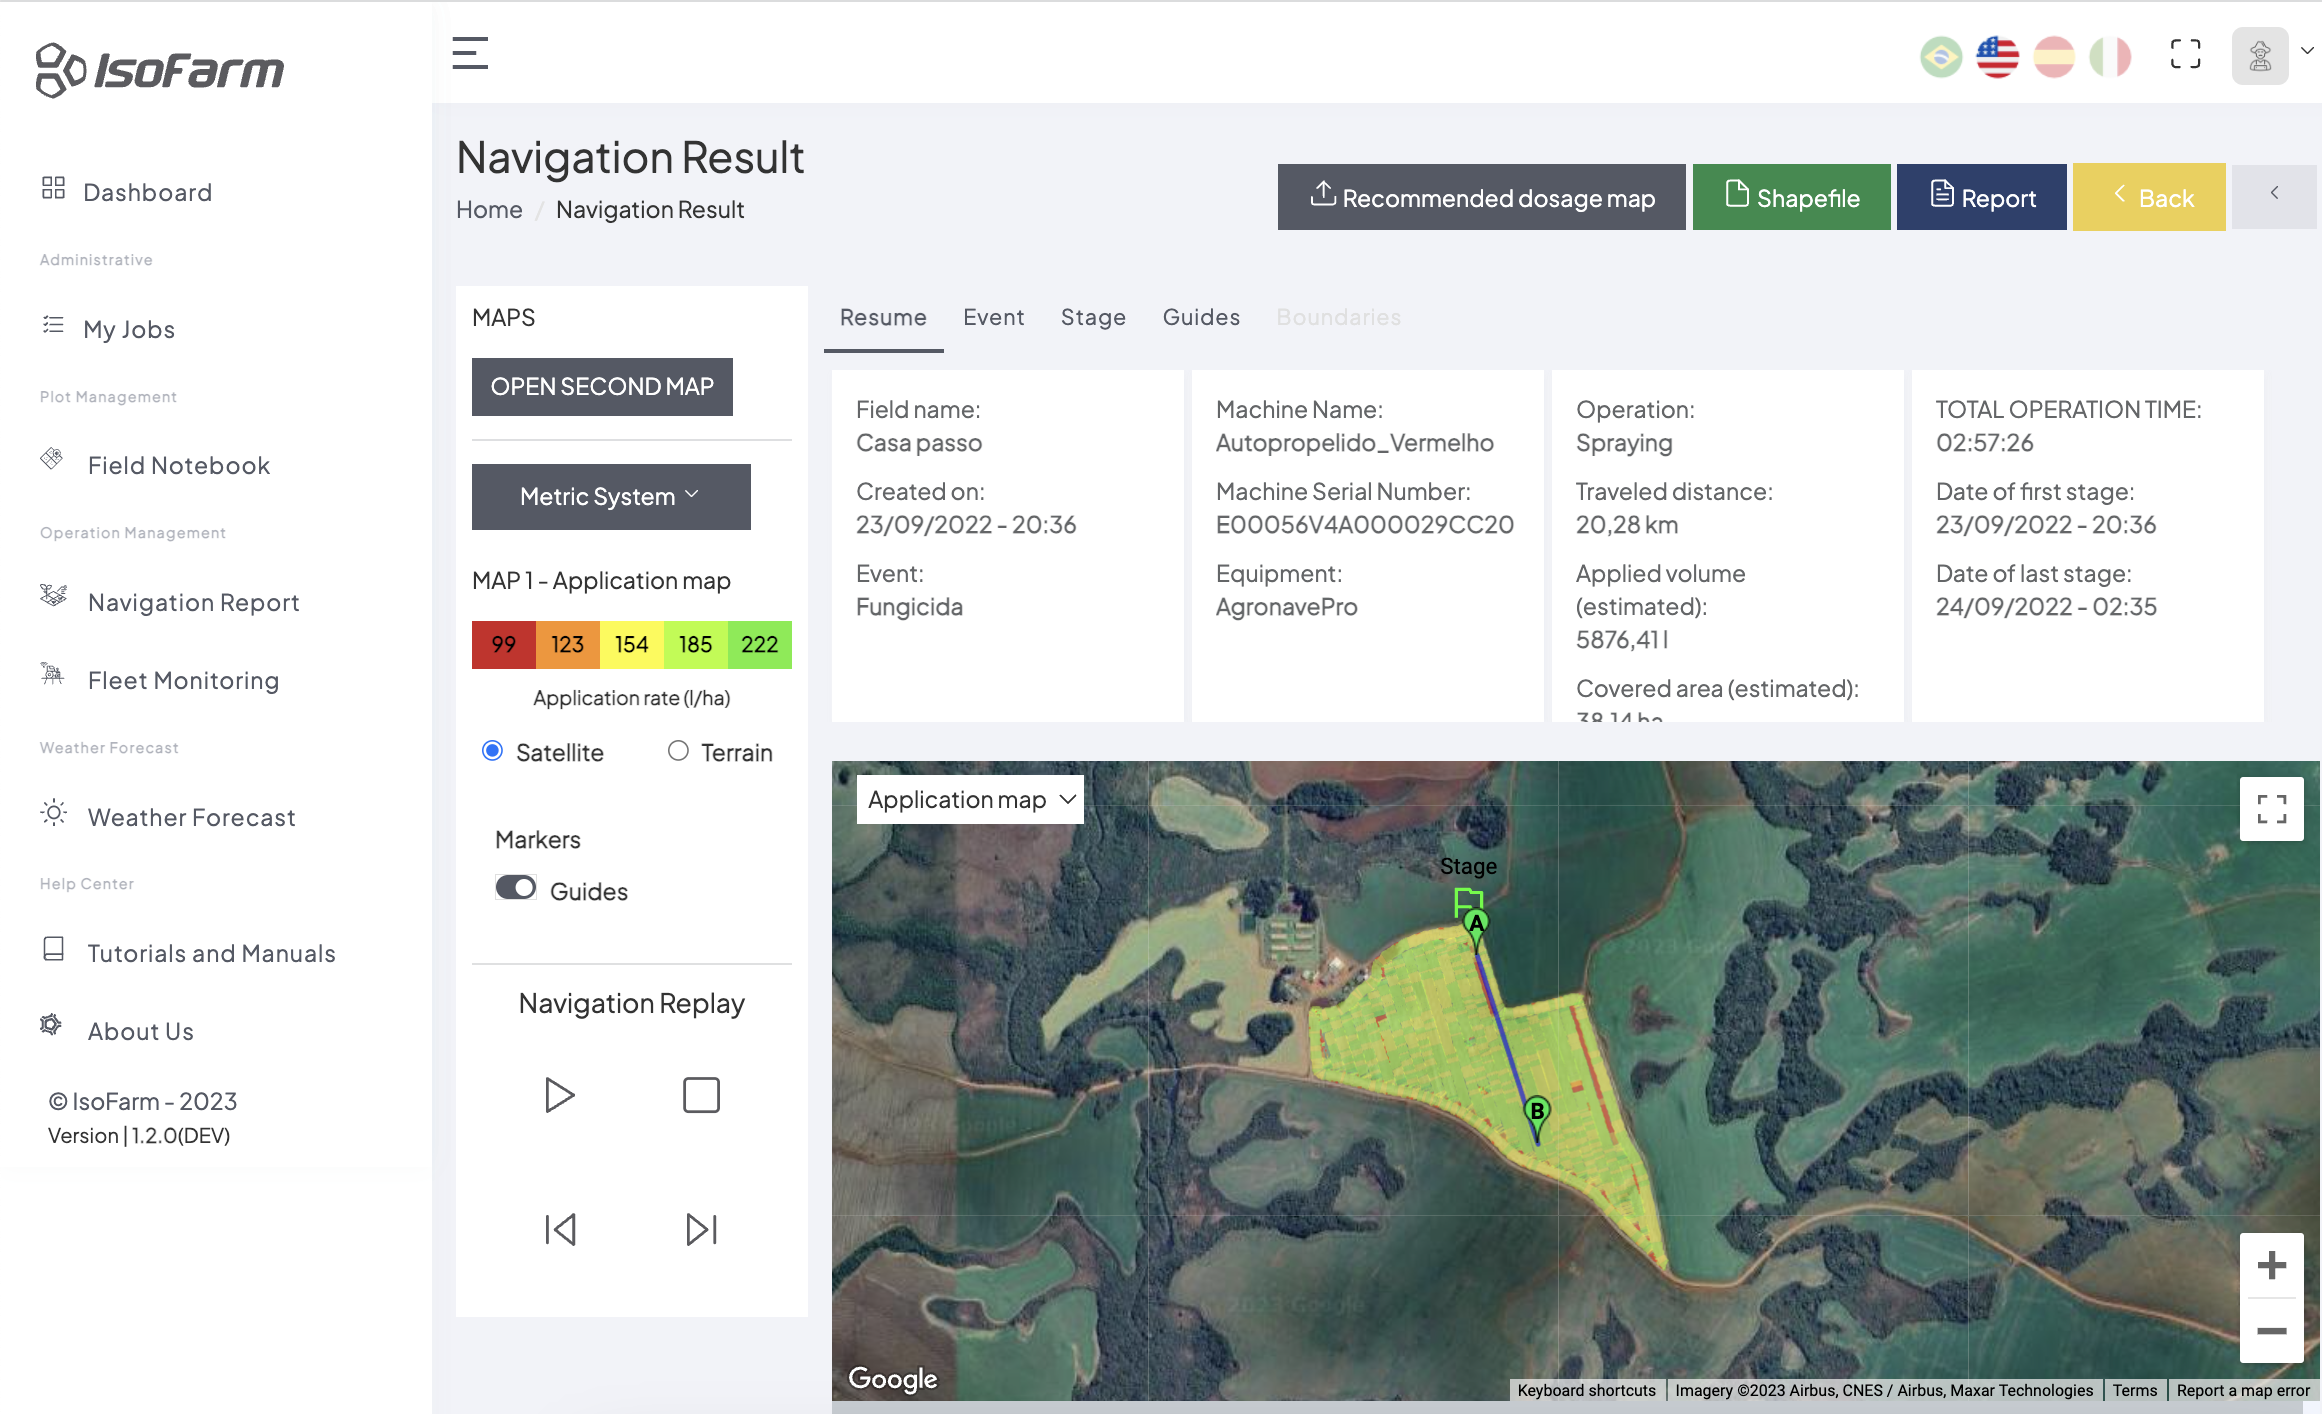 IsoFarm
Dashboard
Administrative
My Jobs
Plot Management
Field Notebook
Operation Management
Navigation Report
Fleet Monitoring
Weather Forecast
Weather Forecast
Help Center
Tutorials and Manuals
About Us
© IsoFarm - 2023
Version | 1.2.0(DEV)
Navigation Result
Home / Navigation Result
Recommended dosage map
Shapefile
Report
Back
MAPS
OPEN SECOND MAP
Metric System
MAP 1 - Application map
99 123 154 185 222
Application rate (l/ha)
Satellite
Terrain
Markers
Guides
Navigation Replay
Resume
Event
Stage
Guides
Boundaries
Field name:
Casa passo
Created on:
23/09/2022 - 20:36
Event:
Fungicida
Machine Name:
Autopropelido_Vermelho
Machine Serial Number:
E00056V4A000029CC20
Equipment:
AgronavePro
Operation:
Spraying
Traveled distance:
20,28 km
Applied volume
(estimated):
5876,41 l
Covered area (estimated):
38,14 ha
TOTAL OPERATION TIME:
02:57:26
Date of first stage:
23/09/2022 - 20:36
Date of last stage:
24/09/2022 - 02:35
Application map
Stage
A
B
2023 Google
Google
Keyboard shortcuts
Imagery ©2023 Airbus, CNES / Airbus, Maxar Technologies
Terms
Report a map error